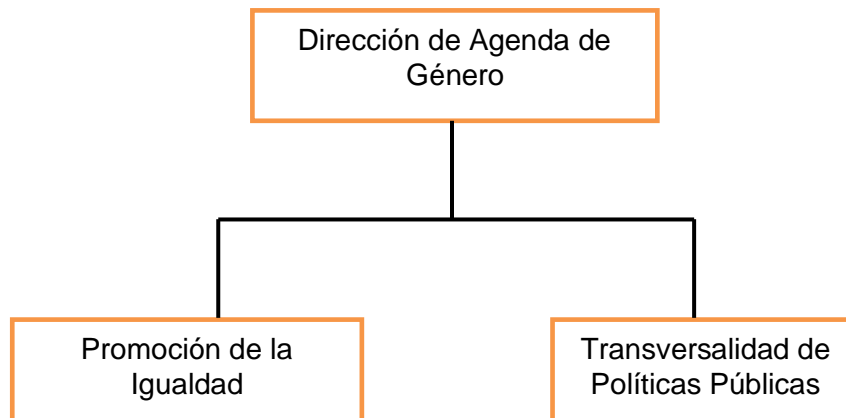 Dirección de Agenda de
Género
Promoción de la
Igualdad
Transversalidad de
Políticas Públicas